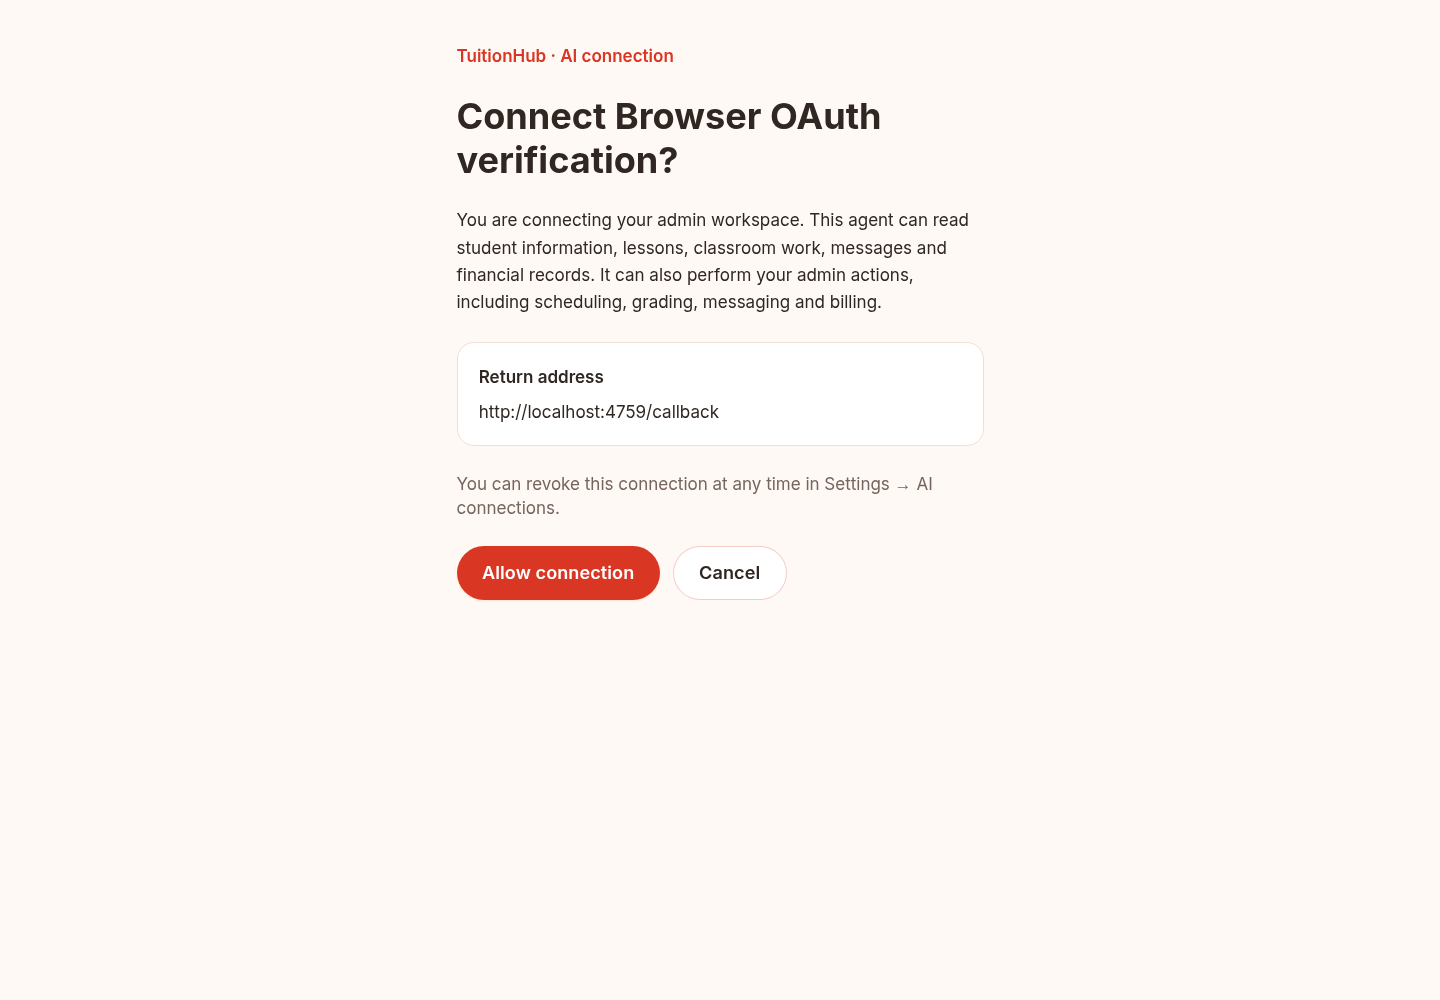 TuitionHub · AI connection
Connect Browser OAuth
verification?
You are connecting your admin workspace. This agent can read
student information, lessons, classroom work, messages and
financial records. It can also perform your admin actions,
including scheduling, grading, messaging and billing.
Return address
http://localhost:4759/callback
You can revoke this connection at any time in Settings → AI
connections.
Allow connection
Cancel